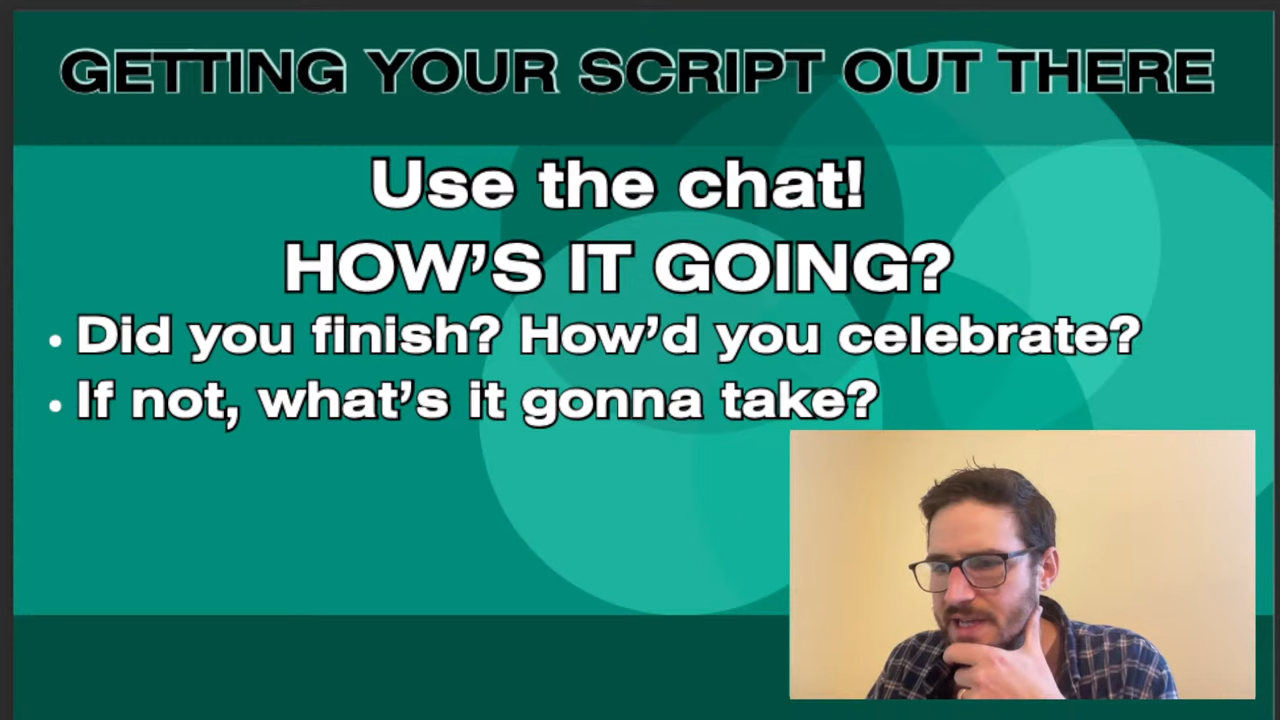 GETTING YOUR SCRIPT OUT THERE
Use the chat!
HOW’S IT GOING?
• Did you finish? How’d you celebrate?
• If not, what’s it gonna take?